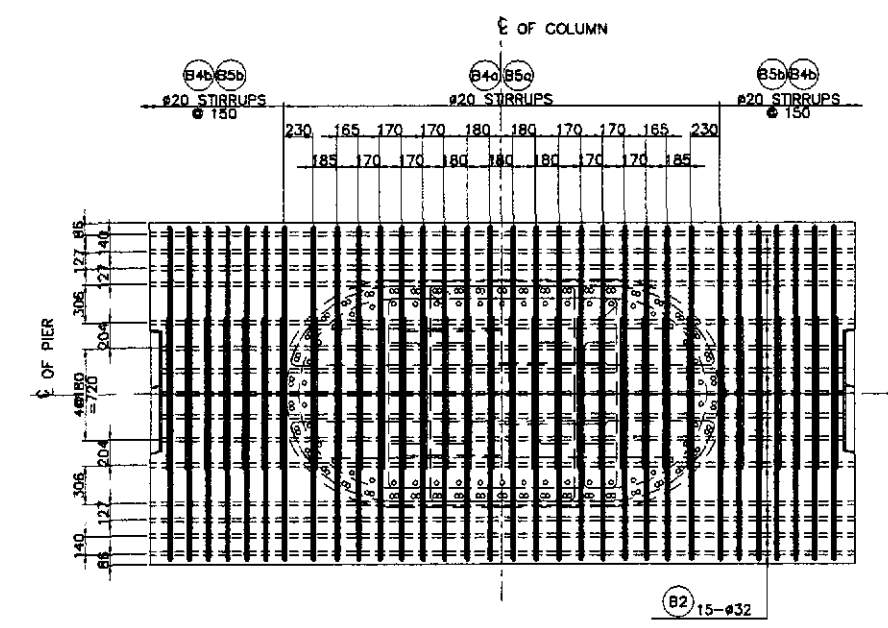 ℄ OF COLUMN
B4b B5b B4a B5a B5b B4b
ø20 STIRRUPS @ 150
ø20 STIRRUPS
ø20 STIRRUPS @ 150
230 165 170 170 180 180 170 170 165 230
185 170 170 180 180 180 170 170 185
℄ OF PIER
86
140
127
127
306
204
4@180
=720
204
306
127
140
86
B2 15-ø32